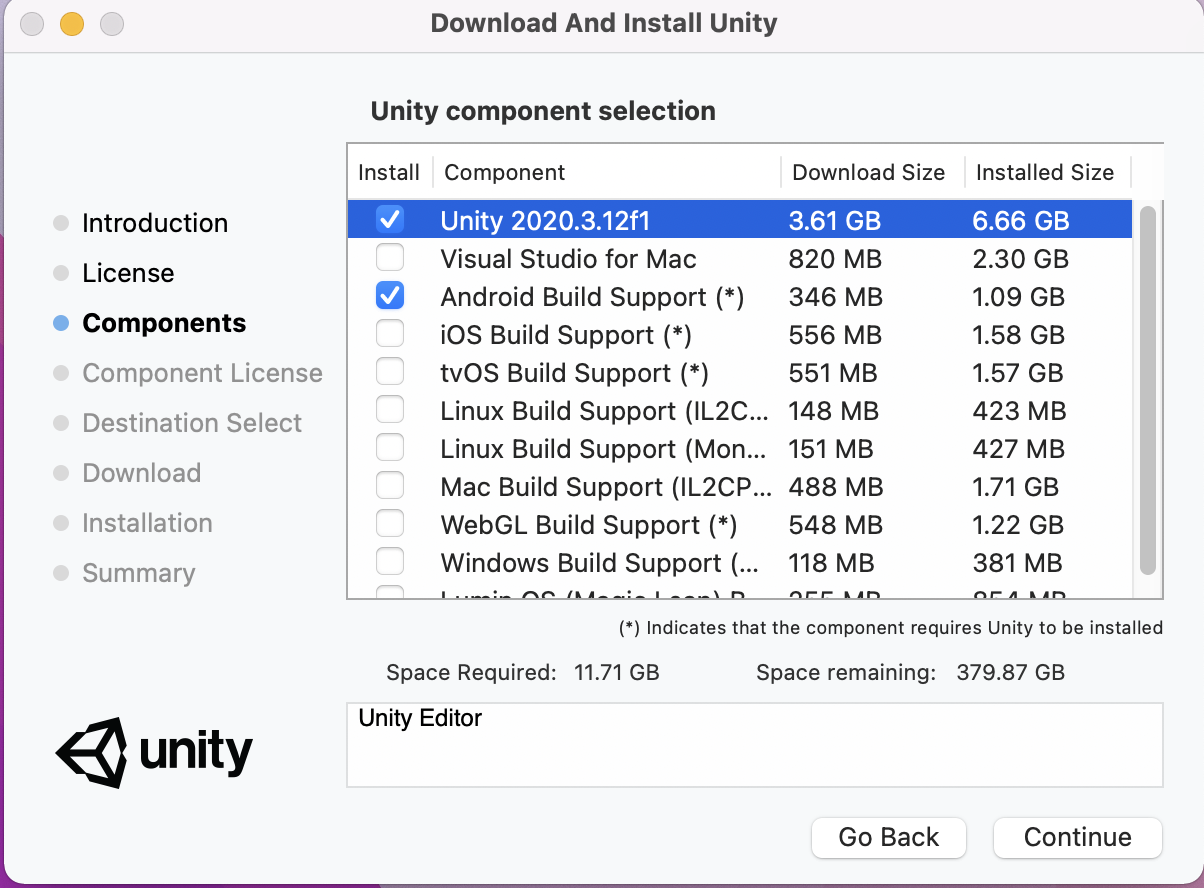 Download And Install Unity
Unity component selection
Install Component Download Size Installed Size
Unity 2020.3.12f1 3.61 GB 6.66 GB
Visual Studio for Mac 820 MB 2.30 GB
Android Build Support (*) 346 MB 1.09 GB
iOS Build Support (*) 556 MB 1.58 GB
tvOS Build Support (*) 551 MB 1.57 GB
Linux Build Support (IL2C... 148 MB 423 MB
Linux Build Support (Mon... 151 MB 427 MB
Mac Build Support (IL2CP... 488 MB 1.71 GB
WebGL Build Support (*) 548 MB 1.22 GB
Windows Build Support (... 118 MB 381 MB
Lumin OS (Magic Leap) B
Introduction
License
Components
Component License
Destination Select
Download
Installation
Summary
(*) Indicates that the component requires Unity to be installed
Space Required: 11.71 GB Space remaining: 379.87 GB
Unity Editor
unity
Go Back Continue